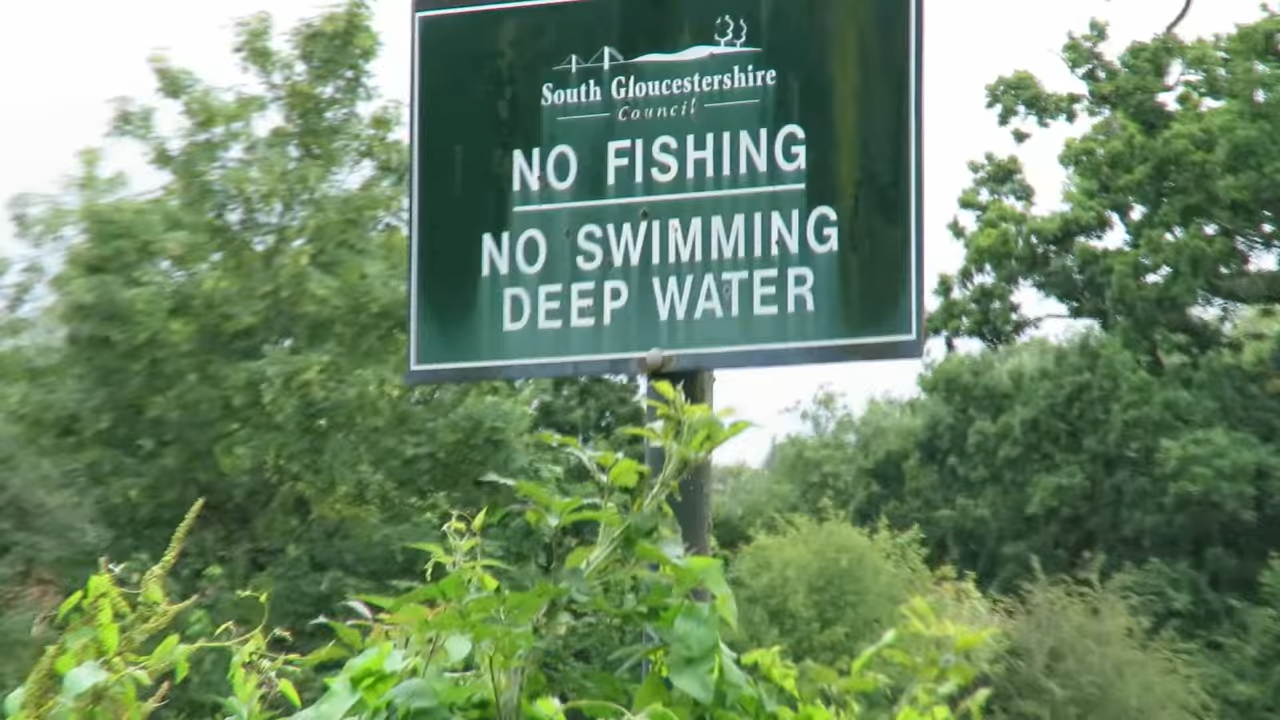 South Gloucestershire
Council
NO FISHING
NO SWIMMING
DEEP WATER